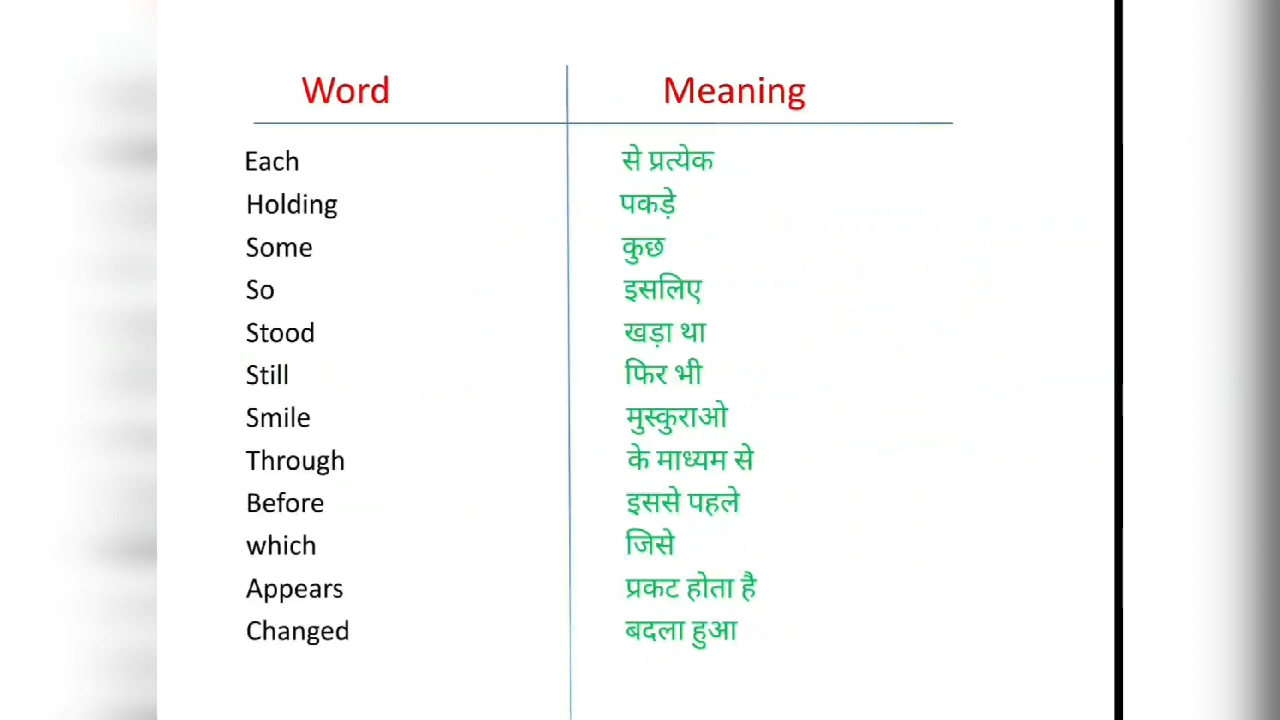 Word Meaning
Each से प्रत्येक
Holding पकड़े
Some कुछ
So इसलिए
Stood खड़ा था
Still फिर भी
Smile मुस्कुराओ
Through के माध्यम से
Before इससे पहले
which जिसे
Appears प्रकट होता है
Changed बदला हुआ